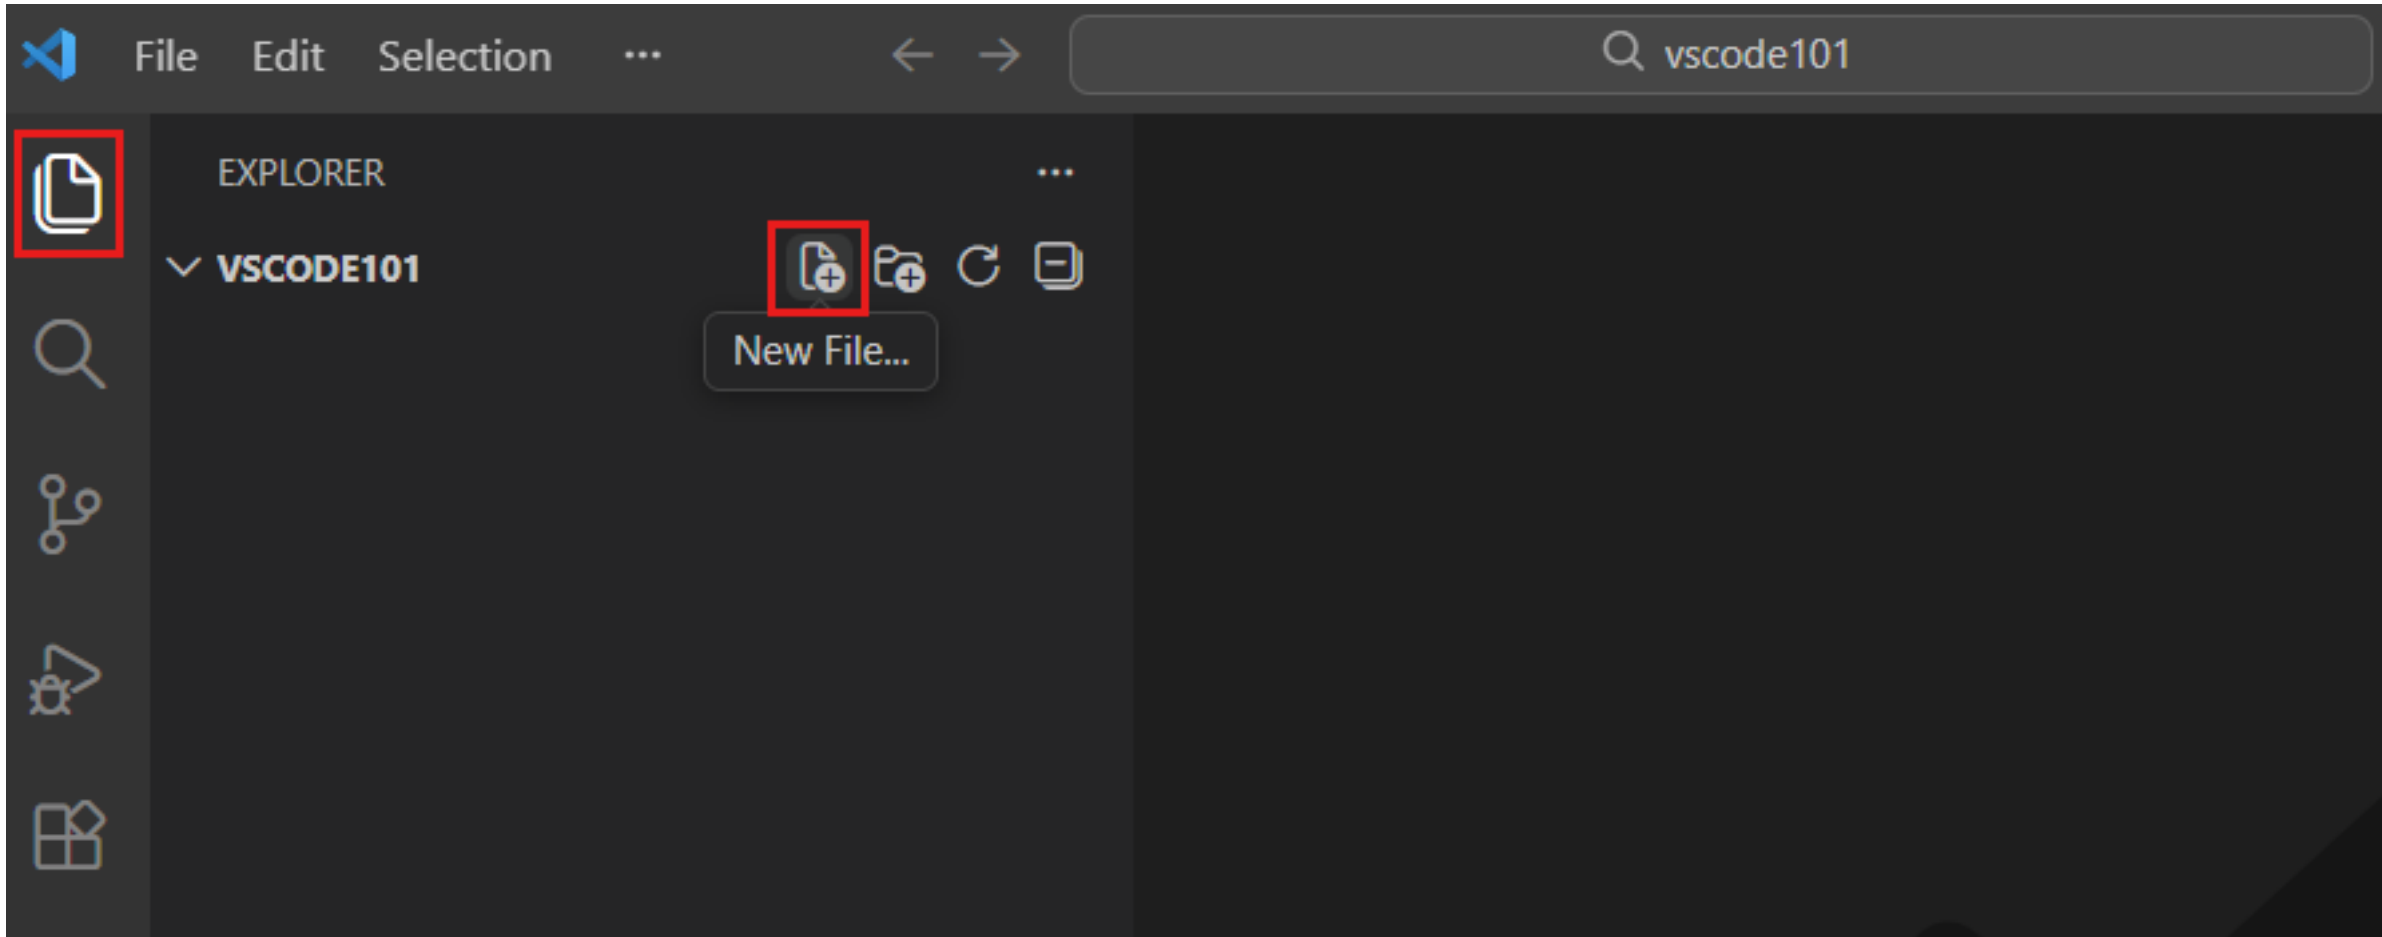 File Edit Selection ··· vscode101
EXPLORER ···
VSCODE101
New File...